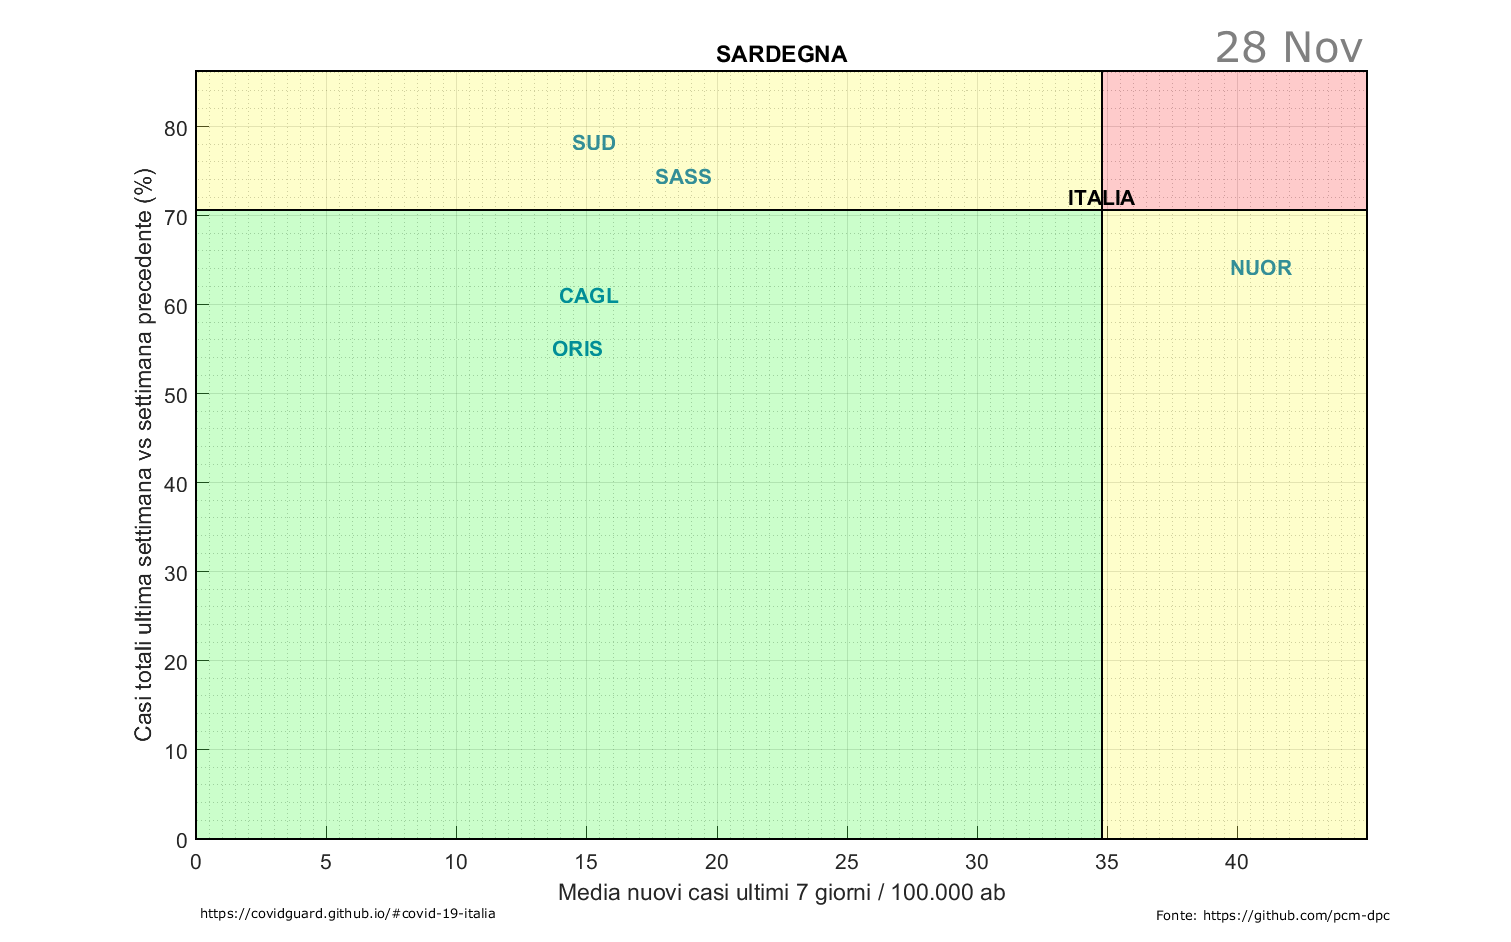 SARDEGNA
28 Nov
Casi totali ultima settimana vs settimana precedente (%)
80
70
60
50
40
30
20
10
0
SUD
SASS
ITALIA
NUOR
CAGL
ORIS
0 5 10 15 20 25 30 35 40
Media nuovi casi ultimi 7 giorni / 100.000 ab
https://covidguard.github.io/#covid-19-italia
Fonte: https://github.com/pcm-dpc